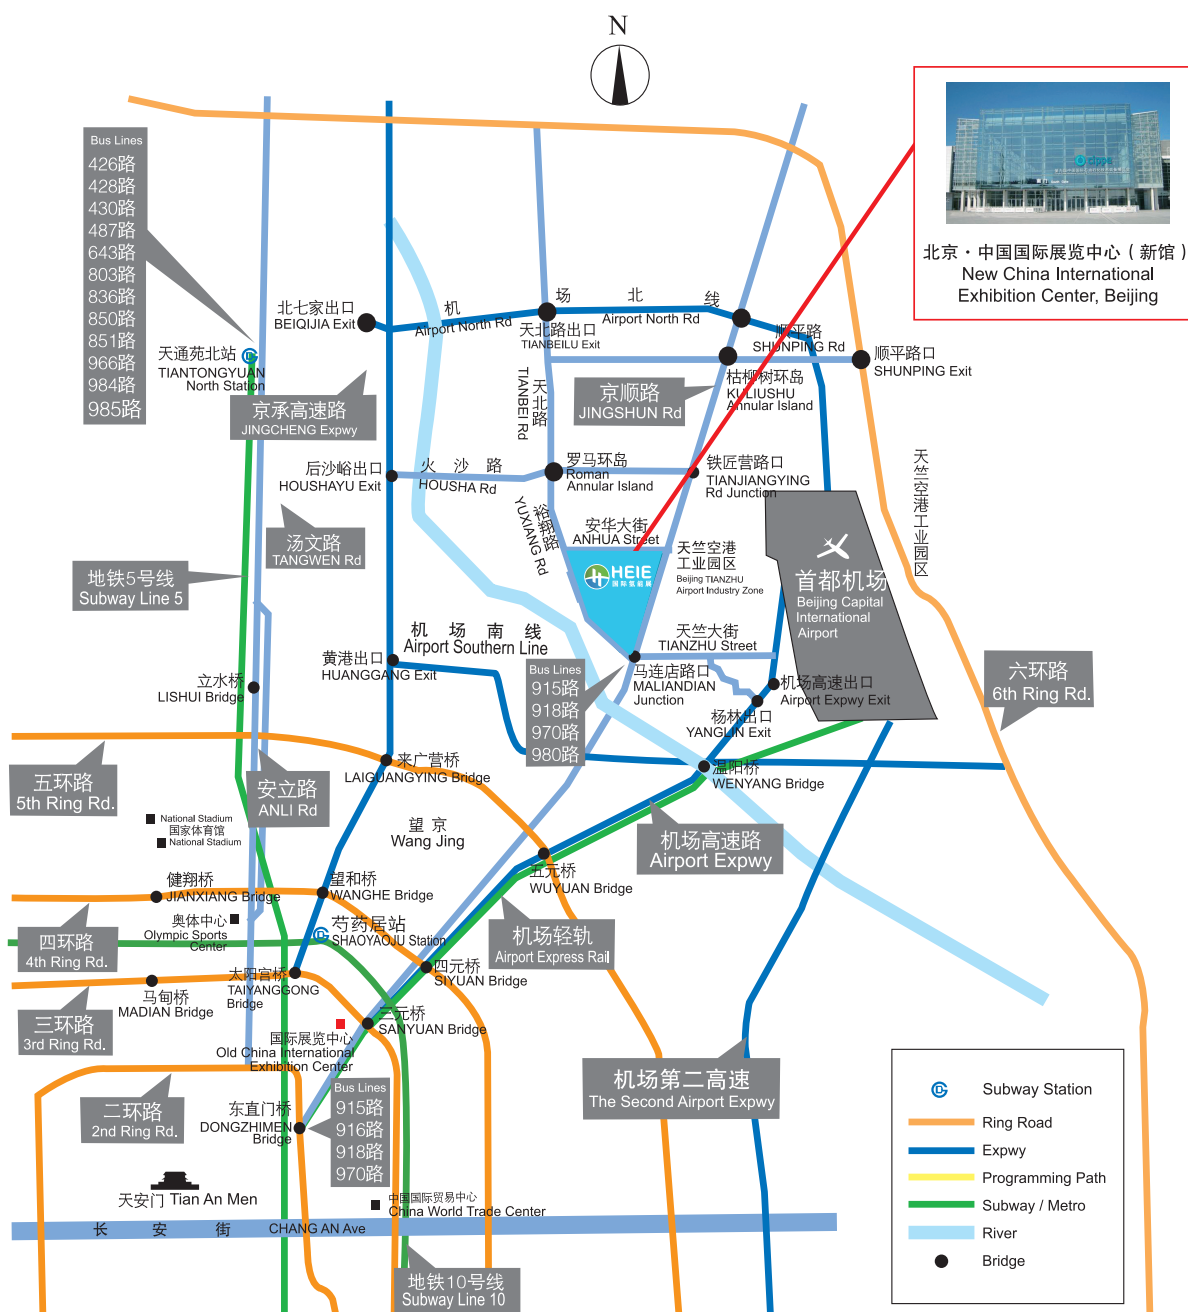 N
Bus Lines
426路
428路
430路
487路
643路
803路
836路
850路
851路
966路
984路
985路
北京·中国国际展览中心（新馆）
New China International
Exhibition Center, Beijing
北七家出口
BEIQIJIA Exit
机场北线
Airport North Rd
Airport North Rd
天北路出口
TIANBEILU Exit
顺平路
SHUNPING Rd
顺平路口
SHUNPING Exit
天通苑北站
TIANTONGYUAN
North Station
京承高速路
JINGCHENG Expwy
天北路
TIANBEI Rd
京顺路
JINGSHUN Rd
枯柳树环岛
KULIUSHU
Annular Island
后沙峪出口
HOUSHAYU Exit
火沙路
HOUSHA Rd
罗马环岛
Roman
Annular Island
铁匠营路口
TIANJIANGYING
Rd Junction
天竺空港工业园区
汤文路
TANGWEN Rd
裕翔路
YUXIANG Rd
安华大街
ANHUA Street
天竺空港
工业园区
Beijing TIANZHU
Airport Industry Zone
HEIE
国际氢能展
首都机场
Beijing Capital
International
Airport
地铁5号线
Subway Line 5
机场南线
Airport Southern Line
黄港出口
HUANGGANG Exit
天竺大街
TIANZHU Street
Bus Lines
915路
918路
970路
980路
马连店路口
MALIANDIAN
Junction
机场高速出口
Airport Expwy Exit
六环路
6th Ring Rd.
立水桥
LISHUI Bridge
杨林出口
YANGLIN Exit
五环路
5th Ring Rd.
安立路
ANLI Rd
来广营桥
LAIGUANGYING Bridge
温阳桥
WENYANG Bridge
National Stadium
国家体育馆
National Stadium
望京
Wang Jing
机场高速路
Airport Expwy
健翔桥
JIANXIANG Bridge
望和桥
WANGHE Bridge
五元桥
WUYUAN Bridge
四环路
4th Ring Rd.
奥体中心
Olympic Sports
Center
芍药居站
SHAOYAOJU Station
机场轻轨
Airport Express Rail
太阳宫桥
TAIYANGGONG
Bridge
四元桥
SIYUAN Bridge
马甸桥
MADIAN Bridge
三环路
3rd Ring Rd.
三元桥
SANYUAN Bridge
国际展览中心
Old China International
Exhibition Center
机场第二高速
The Second Airport Expwy
Bus Lines
915路
916路
918路
970路
二环路
2nd Ring Rd.
东直门桥
DONGZHIMEN
Bridge
天安门 Tian An Men
中国国际贸易中心
China World Trade Center
长安街 CHANG AN Ave
地铁10号线
Subway Line 10
Subway Station
Ring Road
Expwy
Programming Path
Subway / Metro
River
Bridge